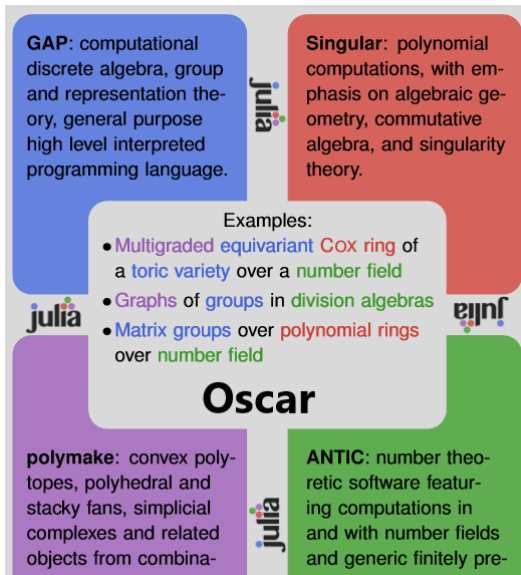 GAP: computational
discrete algebra, group
and representation the-
ory, general purpose
high level interpreted
programming language.
julia
Singular: polynomial
computations, with em-
phasis on algebraic ge-
ometry, commutative
algebra, and singularity
theory.
Examples:
• Multigraded equivariant COX ring of
a toric variety over a number field
• Graphs of groups in division algebras
• Matrix groups over polynomial rings
over number field
julia
julia
Oscar
polymake: convex poly-
topes, polyhedral and
stacky fans, simplicial
complexes and related
objects from combina-
julia
ANTIC: number theo-
retic software featur-
ing computations in
and with number fields
and generic finitely pre-